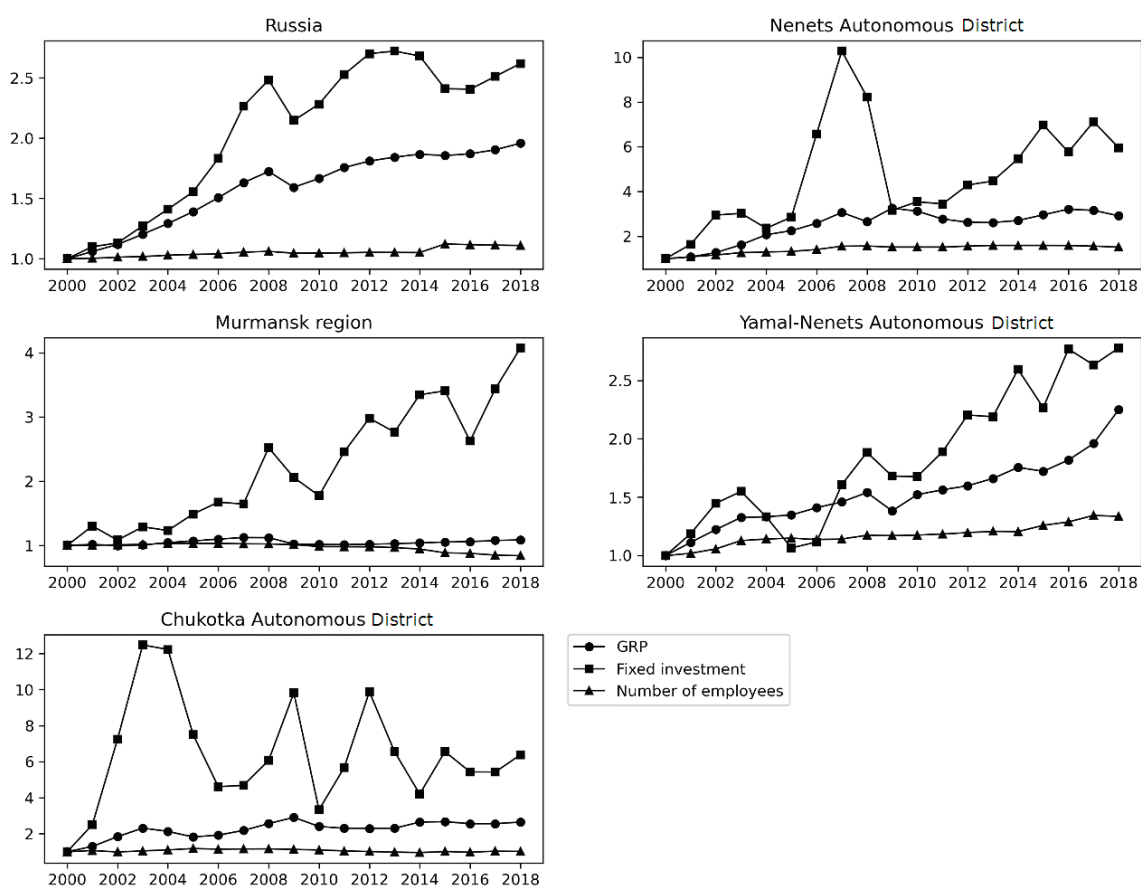 Russia
2.5
2.0
1.5
1.0
2000 2002 2004 2006 2008 2010 2012 2014 2016 2018
Nenets Autonomous District
10
8
6
4
2
2000 2002 2004 2006 2008 2010 2012 2014 2016 2018
Murmansk region
4
3
2
1
2000 2002 2004 2006 2008 2010 2012 2014 2016 2018
Yamal-Nenets Autonomous District
2.5
2.0
1.5
1.0
2000 2002 2004 2006 2008 2010 2012 2014 2016 2018
Chukotka Autonomous District
12
10
8
6
4
2
2000 2002 2004 2006 2008 2010 2012 2014 2016 2018
GRP
Fixed investment
Number of employees